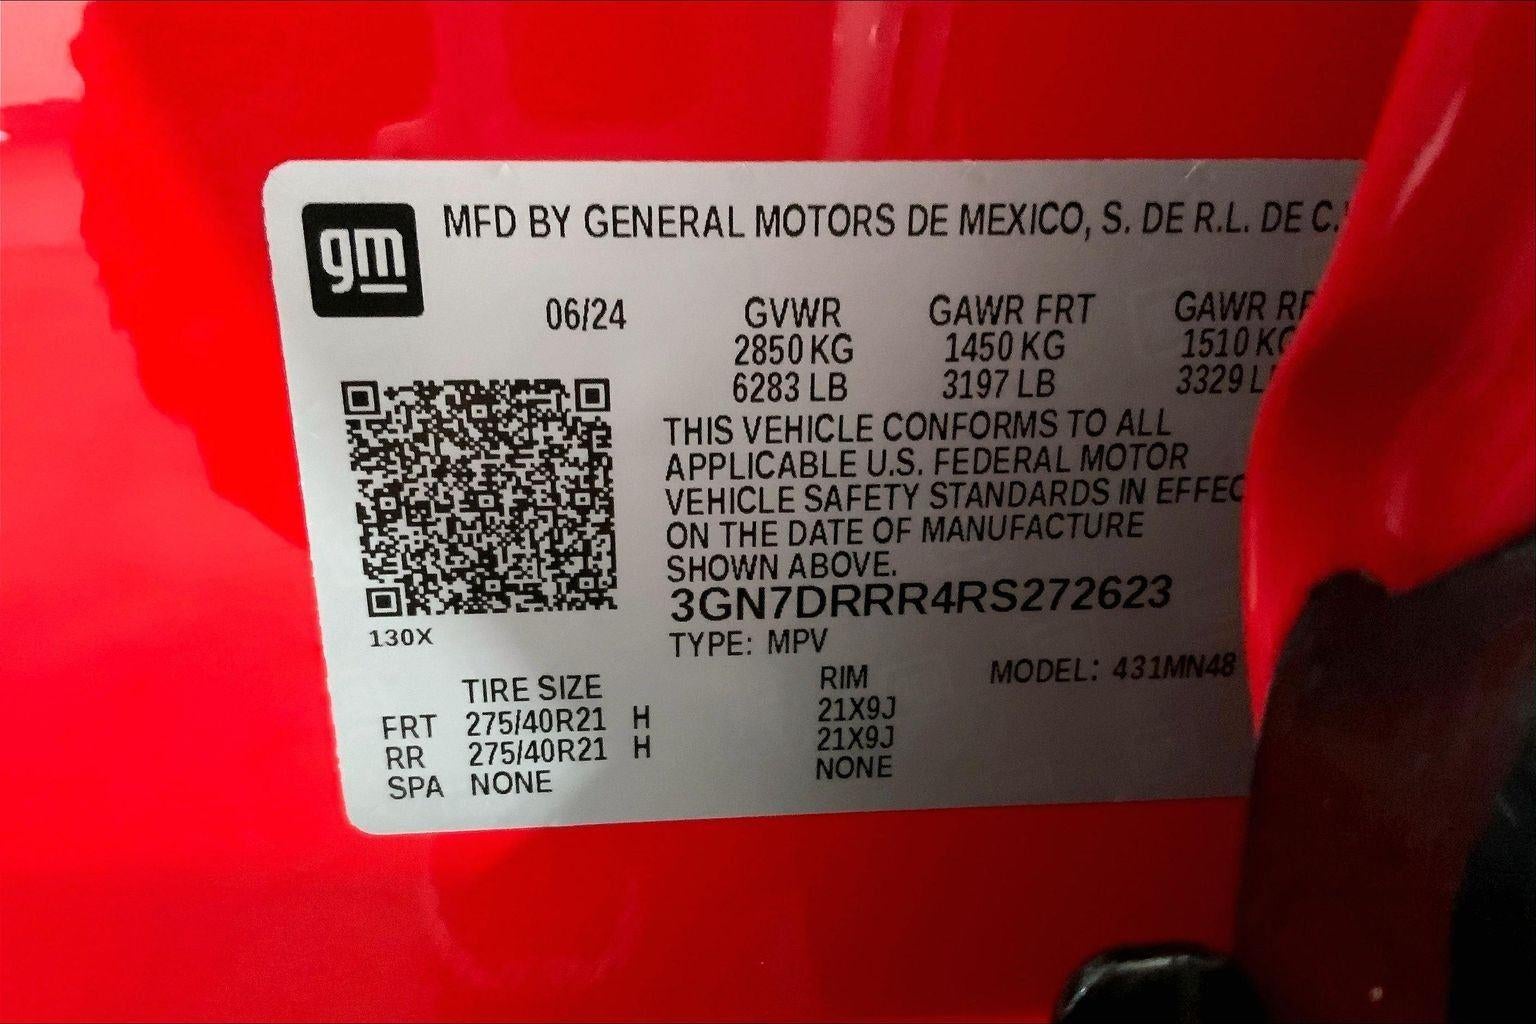 gm
MFD BY GENERAL MOTORS DE MEXICO, S. DE R.L. DE C.
06/24 GVWR GAWR FRT GAWR
2850 KG 1450 KG 1510
6283 LB 3197 LB 3329
THIS VEHICLE CONFORMS TO ALL
APPLICABLE U.S. FEDERAL MOTOR
VEHICLE SAFETY STANDARDS IN EFFEC
ON THE DATE OF MANUFACTURE
SHOWN ABOVE.
3GN7DRRR4RS272623
130X
TYPE: MPV
MODEL: 431MN48
TIRE SIZE RIM
FRT 275/40R21 H 21X9J
RR 275/40R21 H 21X9J
SPA NONE NONE